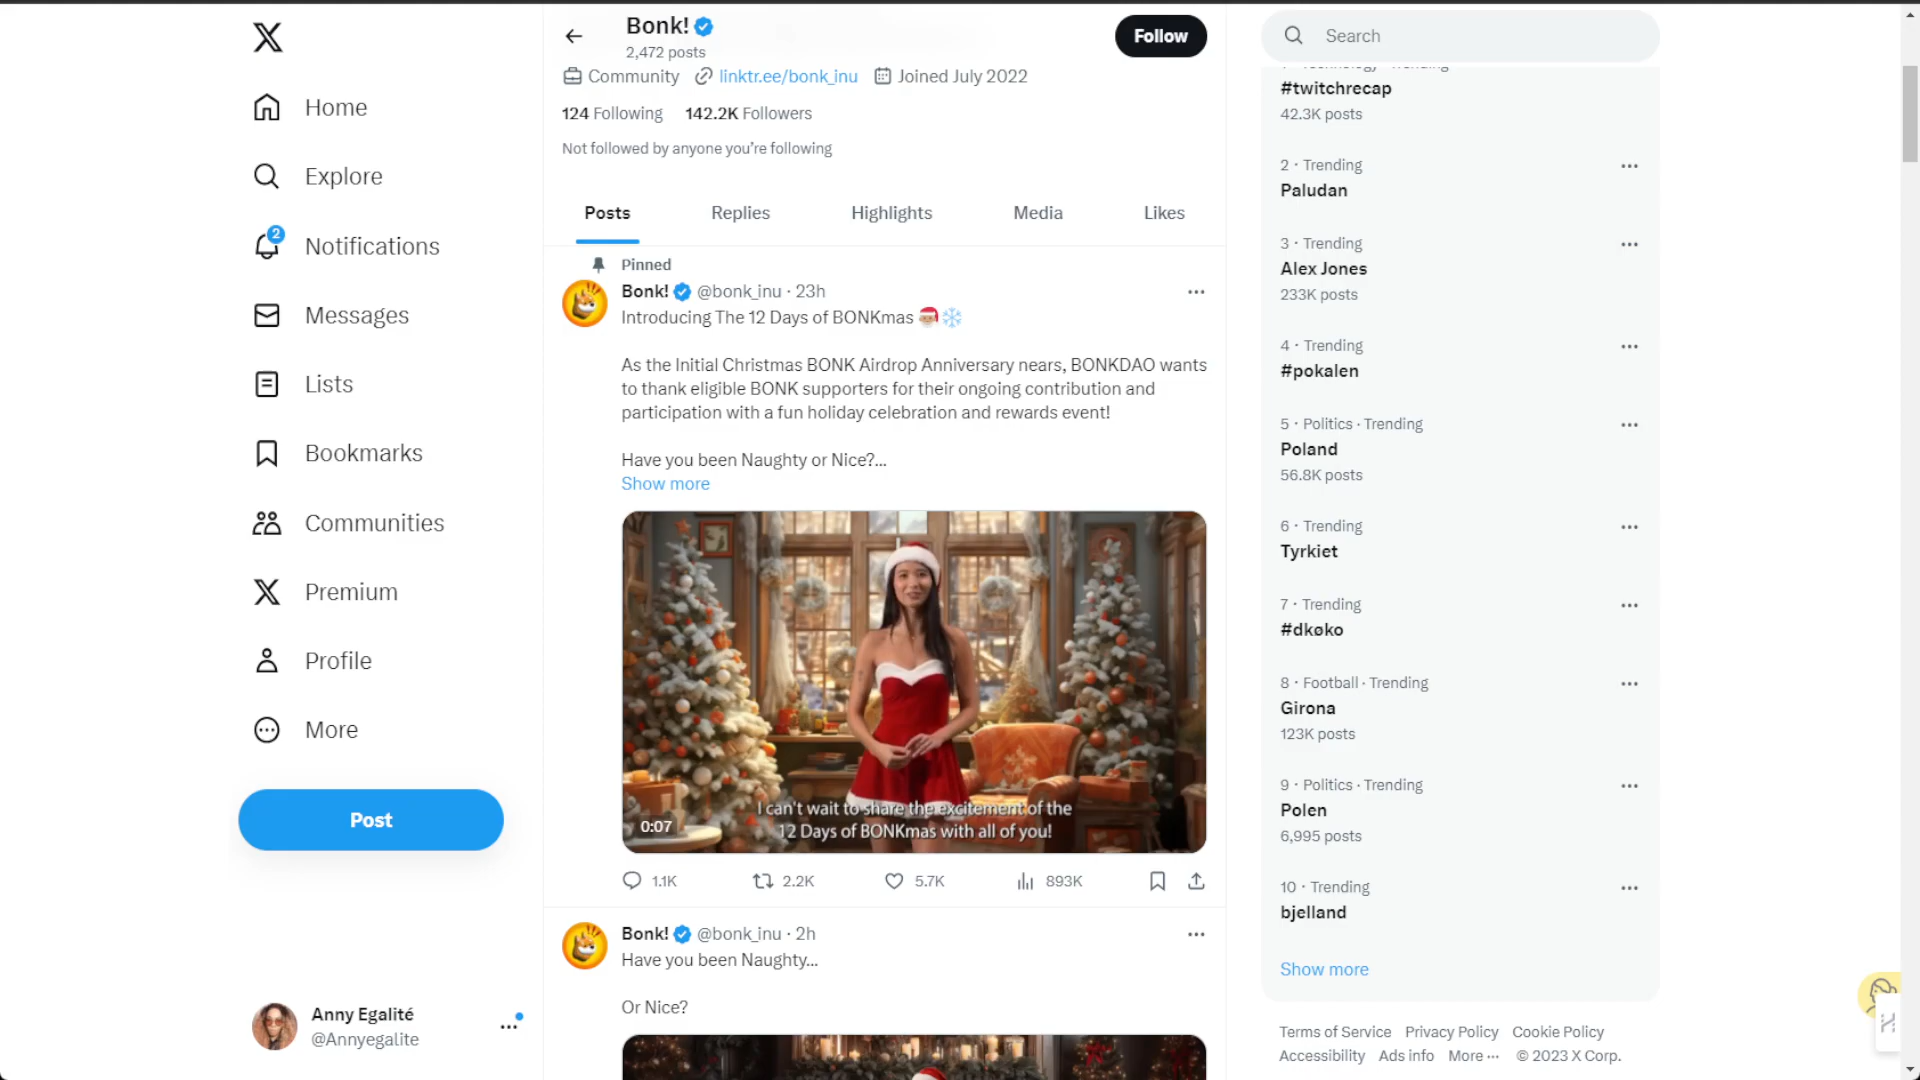 Home
Explore
2
Notifications
Messages
Lists
Bookmarks
Communities
Premium
Profile
More
Post
Anny Egalité
@Annyegalite
Bonk!
2,472 posts
Follow
Community linktr.ee/bonk_inu Joined July 2022
124 Following 142.2K Followers
Not followed by anyone you’re following
Posts Replies Highlights Media Likes
Pinned
Bonk! @bonk_inu · 23h
Introducing The 12 Days of BONKmas
As the Initial Christmas BONK Airdrop Anniversary nears, BONKDAO wants
to thank eligible BONK supporters for their ongoing contribution and
participation with a fun holiday celebration and rewards event!
Have you been Naughty or Nice?...
Show more
I can't wait to share the excitement of the
12 Days of BONKmas with all of you!
0:07
1.1K 2.2K 5.7K 893K
Bonk! @bonk_inu · 2h
Have you been Naughty...
Or Nice?
Search
1 · Technology · Trending
#twitchrecap
42.3K posts
2 · Trending
Paludan
3 · Trending
Alex Jones
233K posts
4 · Trending
#pokalen
5 · Politics · Trending
Poland
56.8K posts
6 · Trending
Tyrkiet
7 · Trending
#dkøko
8 · Football · Trending
Girona
123K posts
9 · Politics · Trending
Polen
6,995 posts
10 · Trending
bjelland
Show more
Terms of Service Privacy Policy Cookie Policy
Accessibility Ads info More ··· © 2023 X Corp.